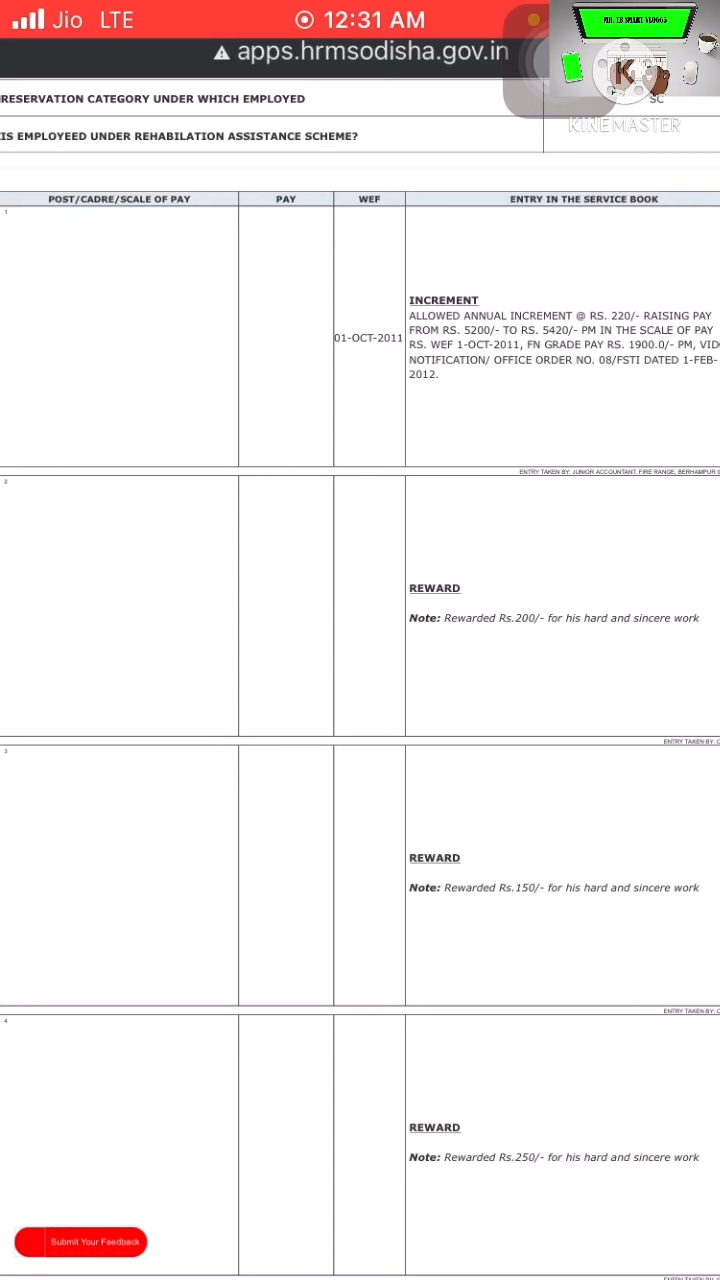 Jio LTE 12:31 AM
apps.hrmsodisha.gov.in
KINEMASTER
RESERVATION CATEGORY UNDER WHICH EMPLOYED
SC
IS EMPLOYEED UNDER REHABILATION ASSISTANCE SCHEME?
POST/CADRE/SCALE OF PAY PAY WEF ENTRY IN THE SERVICE BOOK
1
INCREMENT
ALLOWED ANNUAL INCREMENT @ RS. 220/- RAISING PAY
01-OCT-2011
FROM RS. 5200/- TO RS. 5420/- PM IN THE SCALE OF PAY
RS. WEF 1-OCT-2011, FN GRADE PAY RS. 1900.0/- PM, VID
NOTIFICATION/ OFFICE ORDER NO. 08/FSTI DATED 1-FEB-
2012.
ENTRY TAKEN BY: JUNIOR ACCOUNTANT, FIRE RANGE, BERHAMPUR
2
REWARD
Note: Rewarded Rs.200/- for his hard and sincere work
ENTRY TAKEN BY:
3
REWARD
Note: Rewarded Rs.150/- for his hard and sincere work
ENTRY TAKEN BY:
4
REWARD
Note: Rewarded Rs.250/- for his hard and sincere work
Submit Your Feedback